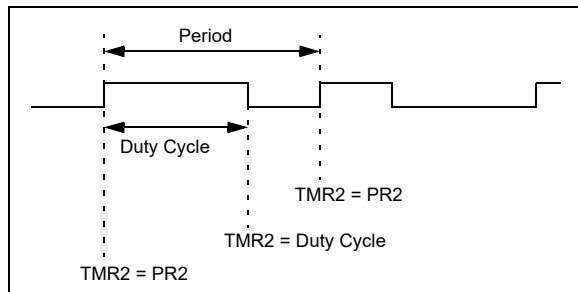 Period
Duty Cycle
TMR2 = PR2
TMR2 = Duty Cycle
TMR2 = PR2